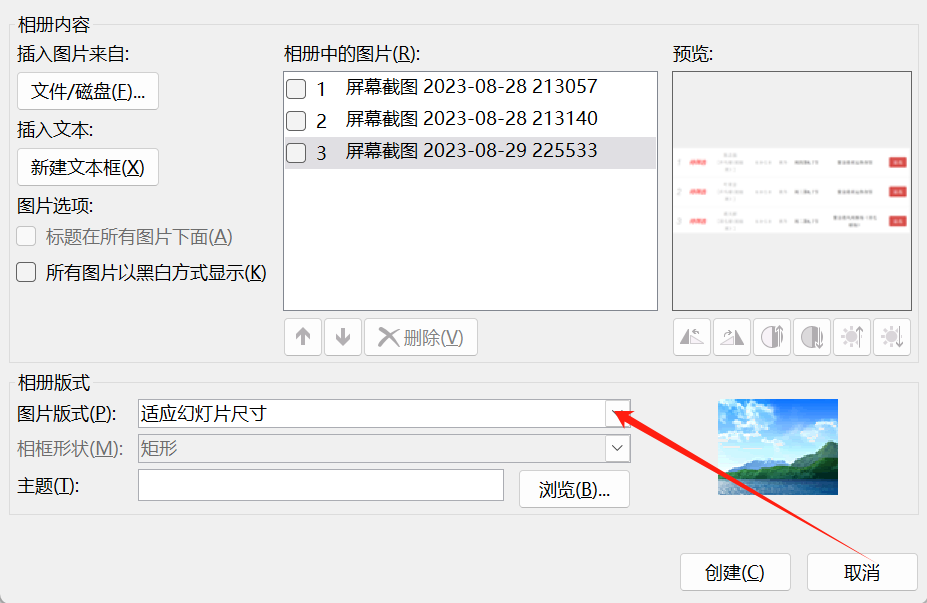 相册内容
插入图片来自:
文件/磁盘(F)...
插入文本:
新建文本框(X)
图片选项:
标题在所有图片下面(A)
所有图片以黑白方式显示(K)
相册中的图片(R):
1 屏幕截图 2023-08-28 213057
2 屏幕截图 2023-08-28 213140
3 屏幕截图 2023-08-29 225533
删除(V)
预览:
相册版式
图片版式(P): 适应幻灯片尺寸
相框形状(M): 矩形
主题(T):
浏览(B)...
创建(C)
取消